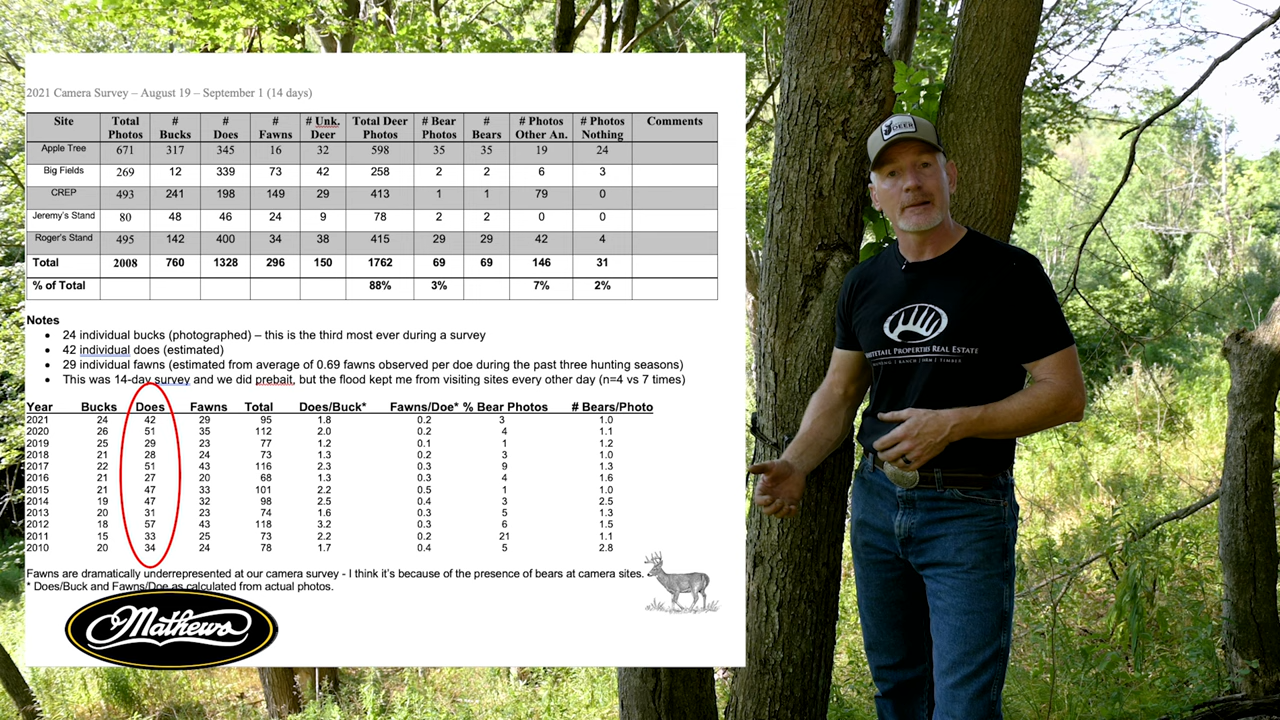 2021 Camera Survey – August 19 – September 1 (14 days)
Site Total Photos # Bucks # Does # Fawns # Unk. Deer Total Deer Photos # Bear Photos # Bears # Photos Other An. # Photos Nothing Comments
Apple Tree 671 317 345 16 32 598 35 35 19 24
Big Fields 269 12 339 73 42 258 2 2 6 3
CREP 493 241 198 149 29 413 1 1 79 0
Jeremy's Stand 80 48 46 24 9 78 2 2 0 0
Roger's Stand 495 142 400 34 38 415 29 29 42 4
Total 2008 760 1328 296 150 1762 69 69 146 31
% of Total 88% 3% 7% 2%
Notes
• 24 individual bucks (photographed) – this is the third most ever during a survey
• 42 individual does (estimated)
• 29 individual fawns (estimated from average of 0.69 fawns observed per doe during the past three hunting seasons)
• This was 14-day survey and we did prebait, but the flood kept me from visiting sites every other day (n=4 vs 7 times)
Year Bucks Does Fawns Total Does/Buck* Fawns/Doe* % Bear Photos # Bears/Photo
2021 24 42 29 95 1.8 0.2 3 1.0
2020 26 51 35 112 2.0 0.2 4 1.1
2019 25 29 23 77 1.2 0.1 1 1.2
2018 21 28 24 73 1.3 0.2 3 1.0
2017 22 51 43 116 2.3 0.3 9 1.3
2016 21 27 20 68 1.3 0.3 4 1.6
2015 21 47 33 101 2.2 0.5 1 1.0
2014 19 47 32 98 2.5 0.4 3 2.5
2013 20 31 23 74 1.6 0.3 5 1.3
2012 18 57 43 118 3.2 0.3 6 1.5
2011 15 33 25 73 2.2 0.2 21 1.1
2010 20 34 24 78 1.7 0.4 5 2.8
Fawns are dramatically underrepresented at our camera survey - I think it's because of the presence of bears at camera sites.
* Does/Buck and Fawns/Doe as calculated from actual photos.
Mathews
DEER
Whitetail Properties Real Estate